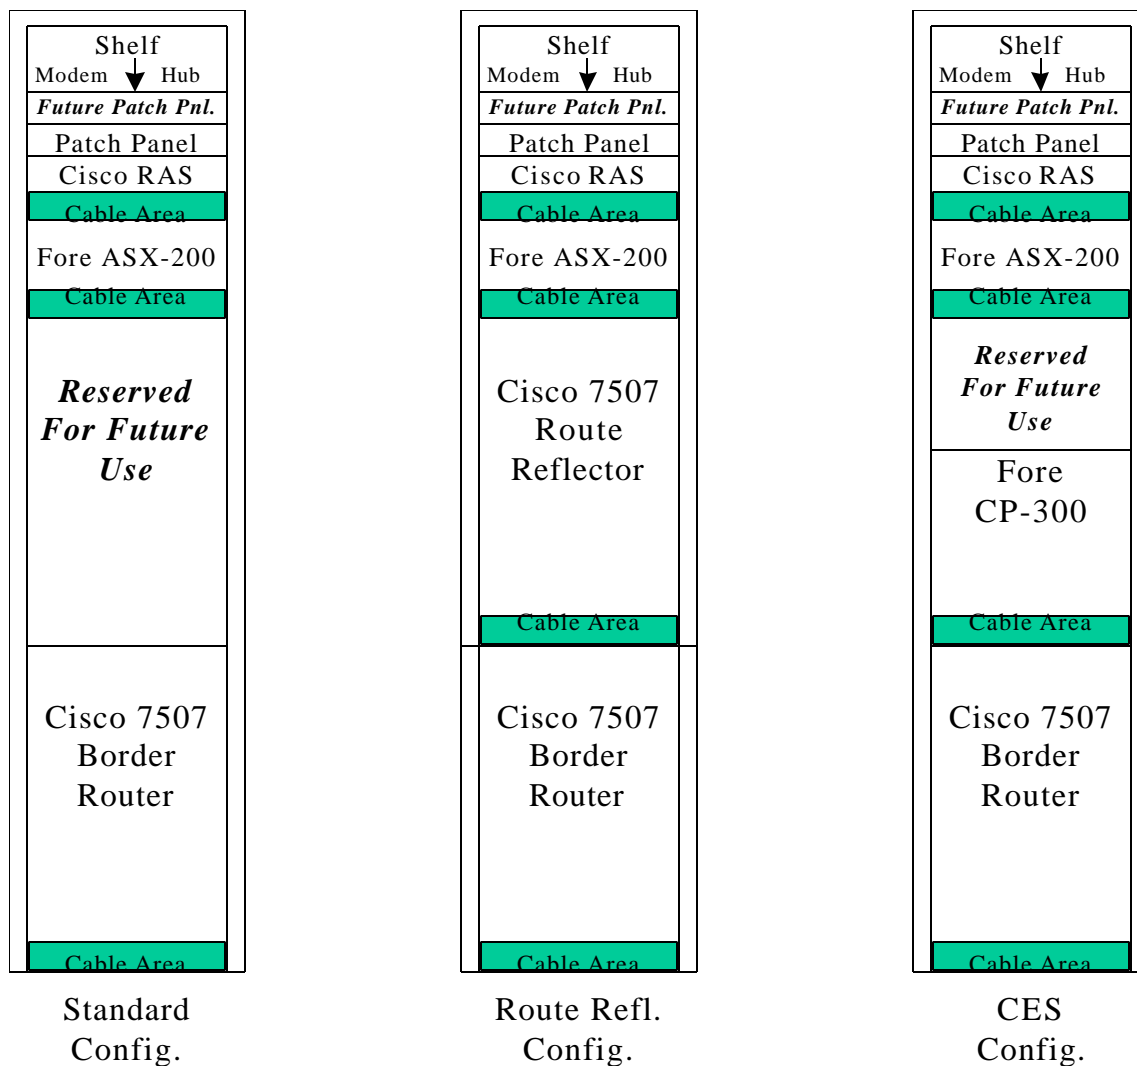 Shelf
Modem Hub
Future Patch Pnl.
Patch Panel
Cisco RAS
Cable Area
Fore ASX-200
Cable Area
Reserved
For Future
Use
Cisco 7507
Border
Router
Cable Area
Standard
Config.
Shelf
Modem Hub
Future Patch Pnl.
Patch Panel
Cisco RAS
Cable Area
Fore ASX-200
Cable Area
Cisco 7507
Route
Reflector
Cable Area
Cisco 7507
Border
Router
Cable Area
Route Refl.
Config.
Shelf
Modem Hub
Future Patch Pnl.
Patch Panel
Cisco RAS
Cable Area
Fore ASX-200
Cable Area
Reserved
For Future
Use
Fore
CP-300
Cable Area
Cisco 7507
Border
Router
Cable Area
CES
Config.